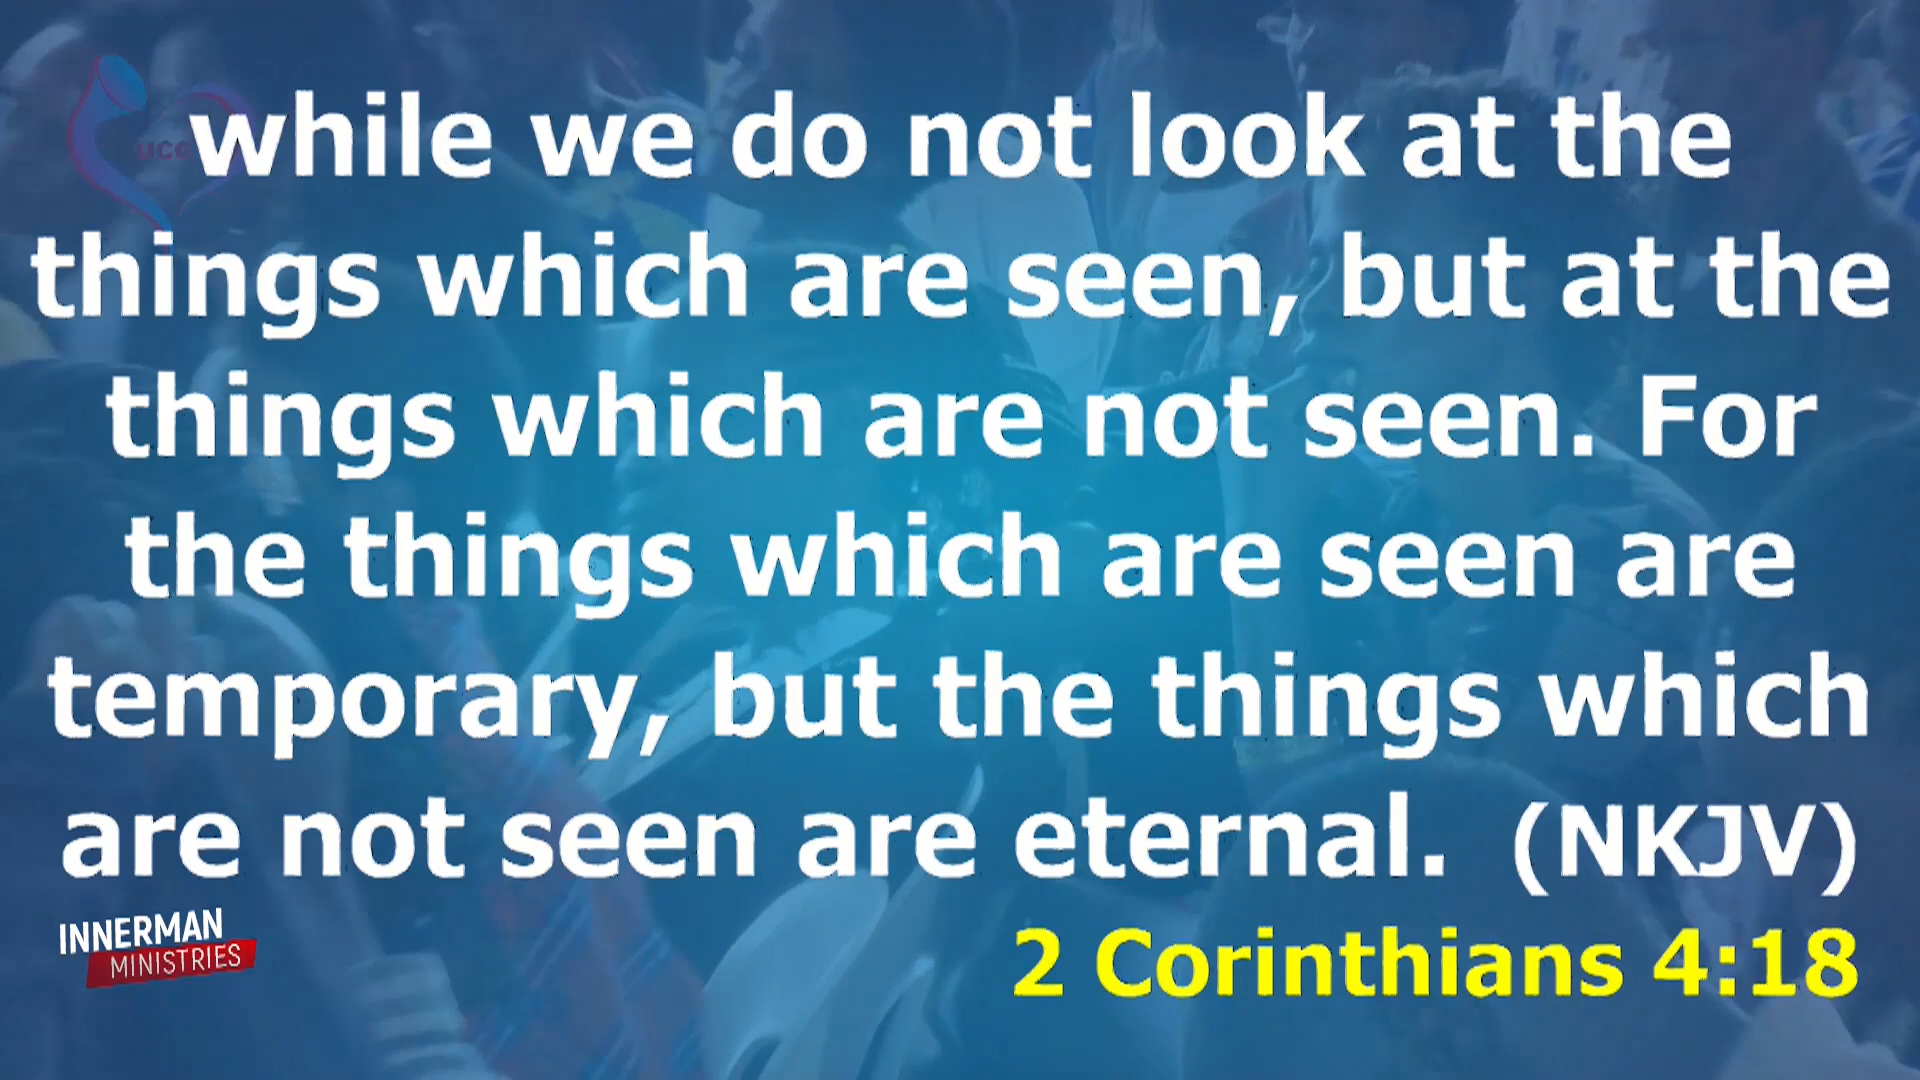 while we do not look at the
things which are seen, but at the
things which are not seen. For
the things which are seen are
temporary, but the things which
are not seen are eternal. (NKJV)
2 Corinthians 4:18
INNERMAN
MINISTRIES